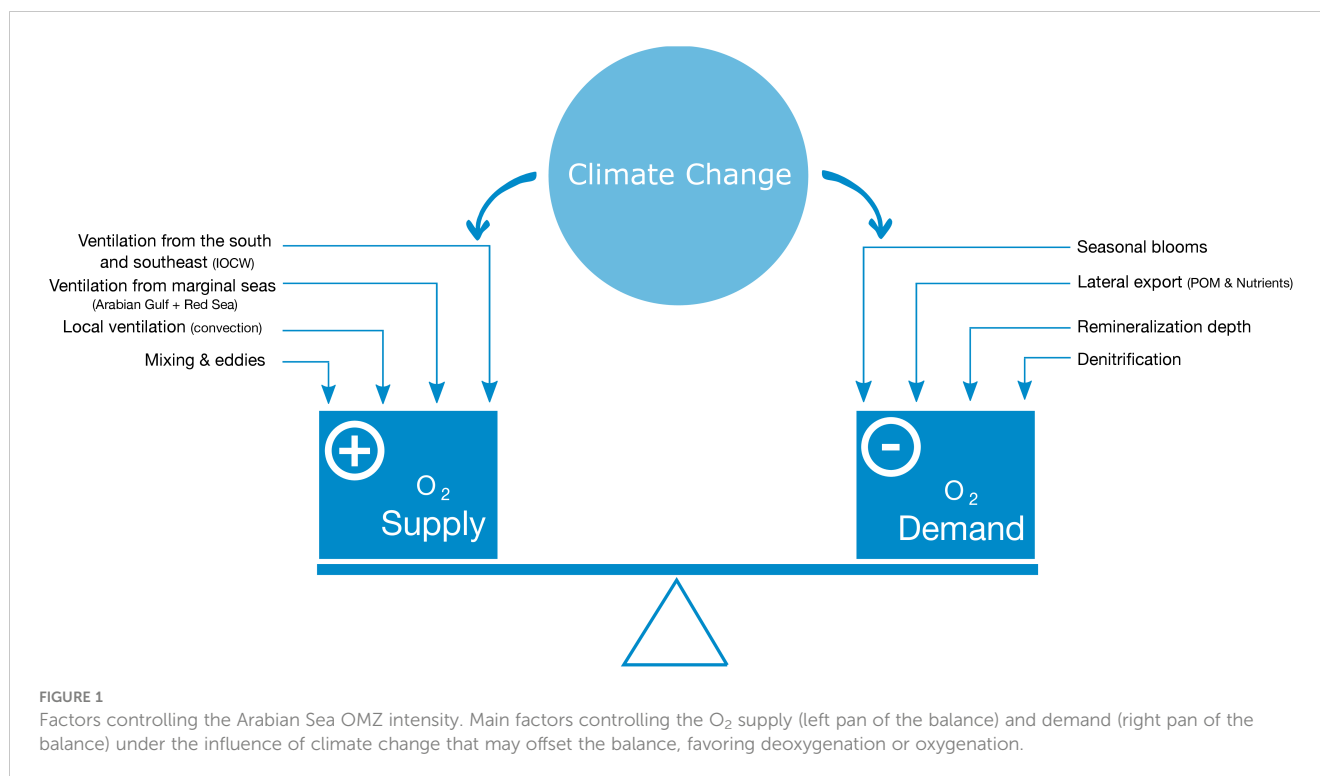 Climate Change
Ventilation from the south
and southeast (IOCW)
Ventilation from marginal seas
(Arabian Gulf + Red Sea)
Local ventilation (convection)
Mixing & eddies
Seasonal blooms
Lateral export (POM & Nutrients)
Remineralization depth
Denitrification
+
O₂
Supply
-
O₂
Demand
FIGURE 1
Factors controlling the Arabian Sea OMZ intensity. Main factors controlling the O₂ supply (left pan of the balance) and demand (right pan of the
balance) under the influence of climate change that may offset the balance, favoring deoxygenation or oxygenation.